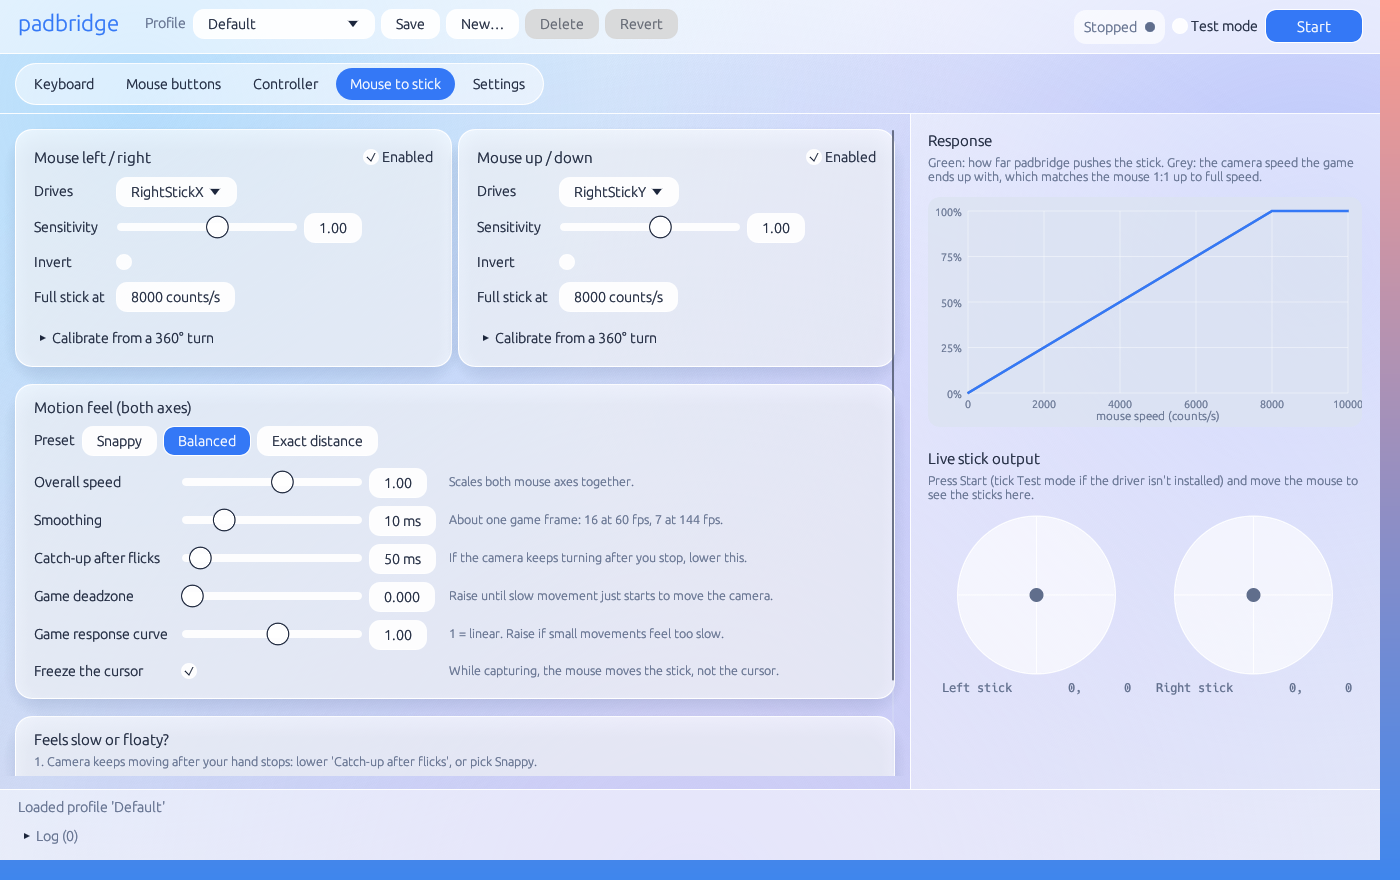 padbridge
Profile
Default
Save
New...
Delete
Revert
Stopped
Test mode
Start
Keyboard
Mouse buttons
Controller
Mouse to stick
Settings
Mouse left / right
Enabled
Drives
RightStickX
Sensitivity
1.00
Invert
Full stick at
8000 counts/s
Calibrate from a 360° turn
Mouse up / down
Enabled
Drives
RightStickY
Sensitivity
1.00
Invert
Full stick at
8000 counts/s
Calibrate from a 360° turn
Motion feel (both axes)
Preset
Snappy
Balanced
Exact distance
Overall speed
1.00
Scales both mouse axes together.
Smoothing
10 ms
About one game frame: 16 at 60 fps, 7 at 144 fps.
Catch-up after flicks
50 ms
If the camera keeps turning after you stop, lower this.
Game deadzone
0.000
Raise until slow movement just starts to move the camera.
Game response curve
1.00
1 = linear. Raise if small movements feel too slow.
Freeze the cursor
While capturing, the mouse moves the stick, not the cursor.
Feels slow or floaty?
1. Camera keeps moving after your hand stops: lower 'Catch-up after flicks', or pick Snappy.
Response
Green: how far padbridge pushes the stick. Grey: the camera speed the game
ends up with, which matches the mouse 1:1 up to full speed.
100%
75%
50%
25%
0%
0
2000
4000
6000
8000
10000
mouse speed (counts/s)
Live stick output
Press Start (tick Test mode if the driver isn't installed) and move the mouse to
see the sticks here.
Left stick 0, 0
Right stick 0, 0
Loaded profile 'Default'
Log (0)